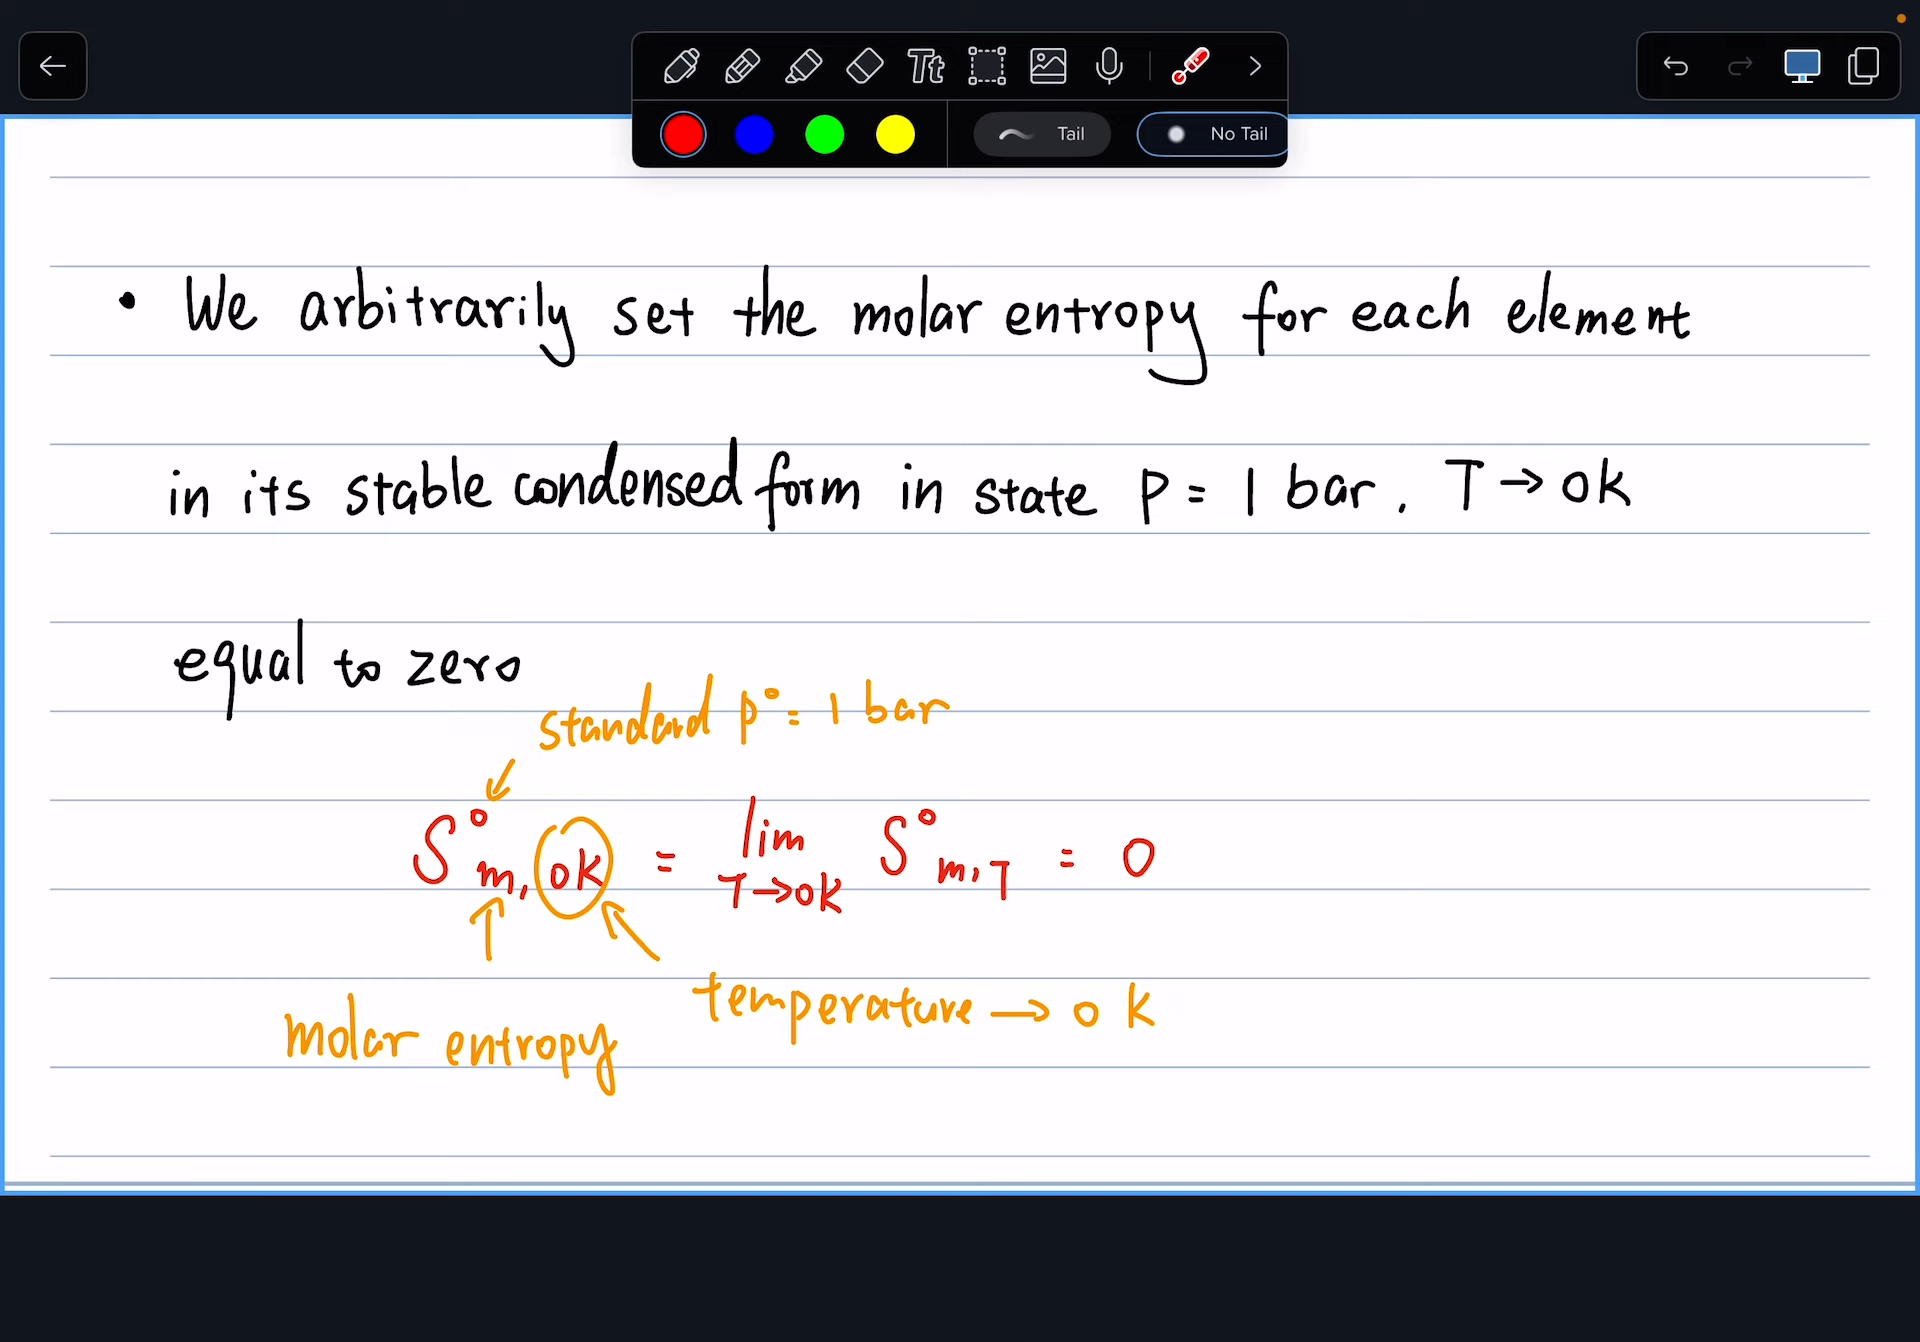 Tt
Tail
No Tail
• We arbitrarily set the molar entropy for each element
in its stable condensed form in state P = 1 bar. T → 0K
equal to zero
standard P° = 1 bar
S°m, 0K = lim T→0K S°m,T = 0
temperature → 0 K
molar entropy